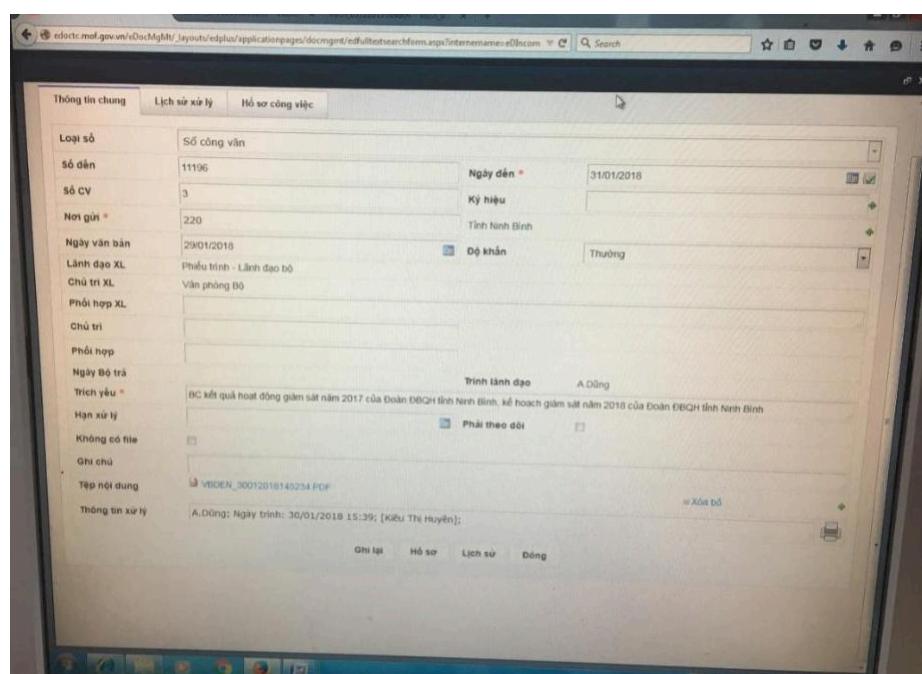 edoctc.mof.gov.vn/eDocMgMt/_layouts/edplus/applicationpages/docmgmt/edfulltextsearchform.aspx?internemame=eDIncom Search
Thông tin chung Lịch sử xử lý Hồ sơ công việc
Loại sổ Sổ công văn
Số đến 11196 Ngày đến * 31/01/2018
Số CV 3 Ký hiệu
Nơi gửi * 220 Tỉnh Ninh Bình
Ngày văn bản 29/01/2018 Độ khẩn Thường
Lãnh đạo XL Phiếu trình - Lãnh đạo bộ
Chủ trì XL Văn phòng Bộ
Phối hợp XL
Chủ trì
Phối hợp
Ngày Bộ trả Trình lãnh đạo A.Dũng
Trích yếu * BC kết quả hoạt động giám sát năm 2017 của Đoàn ĐBQH tỉnh Ninh Bình, kế hoạch giám sát năm 2018 của Đoàn ĐBQH tỉnh Ninh Bình
Hạn xử lý Phải theo dõi
Không có file
Ghi chú
Tệp nội dung VBDEN_30012018145234.PDF Xóa bỏ
Thông tin xử lý A.Dũng; Ngày trình: 30/01/2018 15:39; [Kiều Thị Huyền];
Ghi lại Hồ sơ Lịch sử Đóng